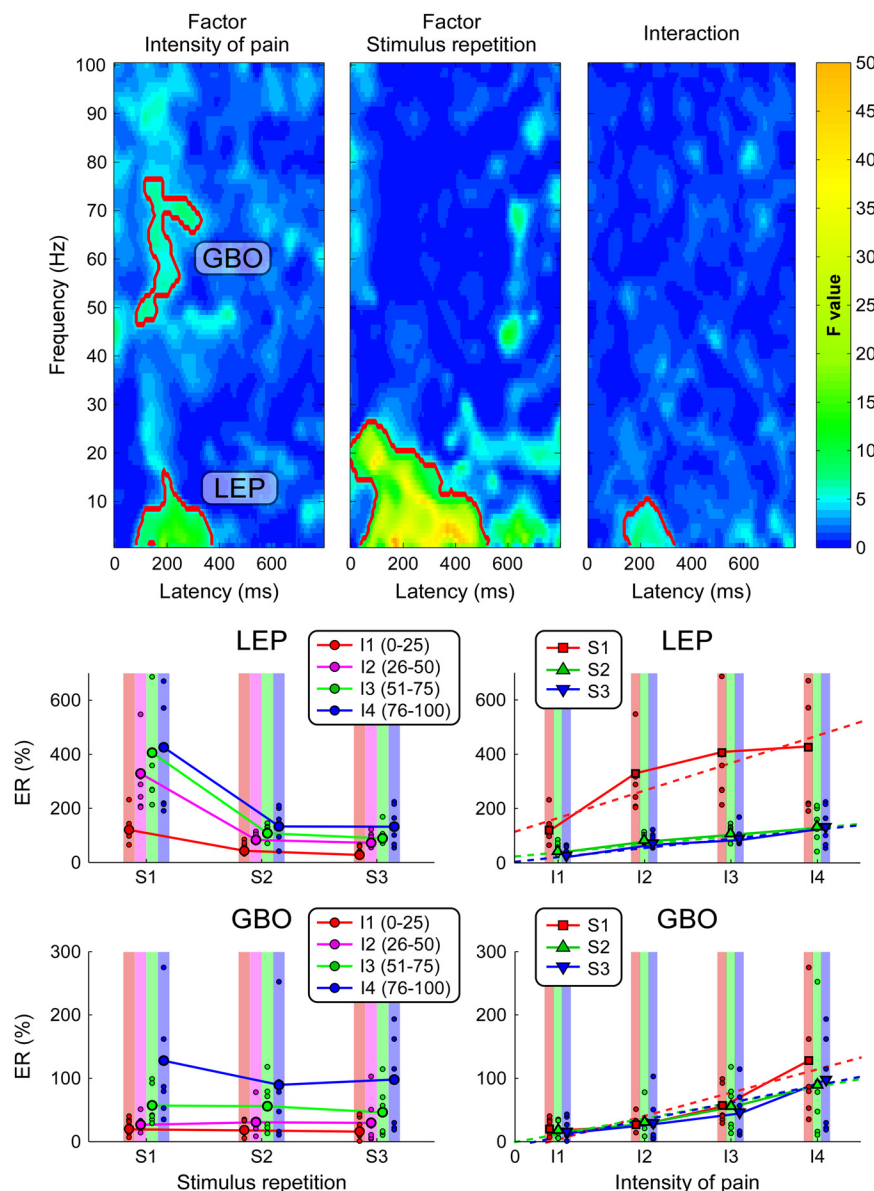 Factor
Intensity of pain
Factor
Stimulus repetition
Interaction
100
90
80
70
60
50
40
30
20
10
Frequency (Hz)
GBO
LEP
0 200 400 600
Latency (ms)
0 200 400 600
Latency (ms)
0 200 400 600
Latency (ms)
50
45
40
35
30
25
20
15
10
5
0
F value
LEP
I1 (0-25)
I2 (26-50)
I3 (51-75)
I4 (76-100)
600
400
200
0
ER (%)
S1 S2 S3
LEP
S1
S2
S3
600
400
200
0
I1 I2 I3 I4
GBO
I1 (0-25)
I2 (26-50)
I3 (51-75)
I4 (76-100)
300
200
100
0
ER (%)
S1 S2 S3
Stimulus repetition
GBO
S1
S2
S3
300
200
100
0
0 I1 I2 I3 I4
Intensity of pain